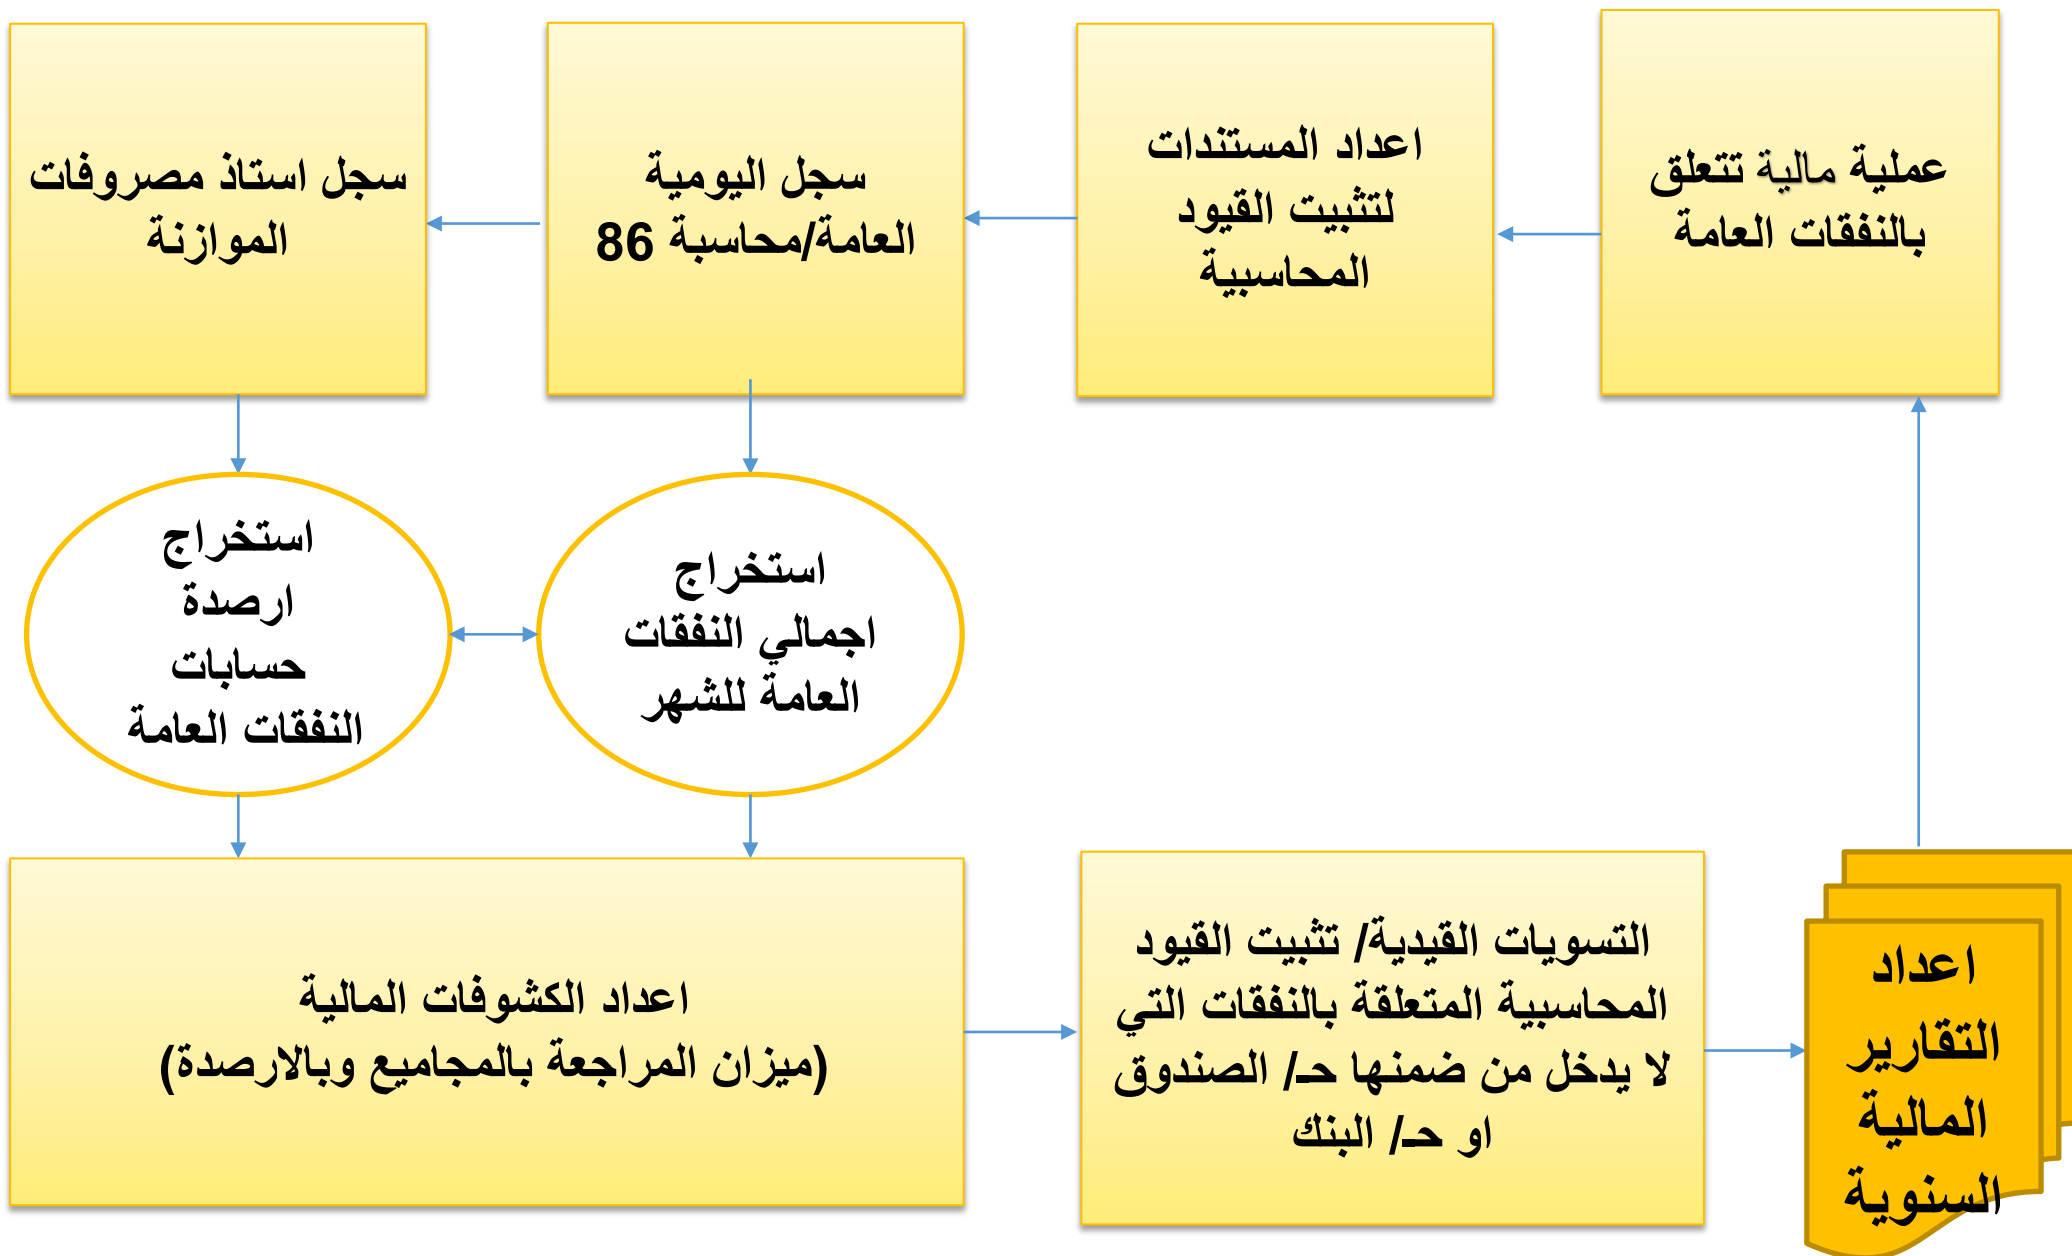 عملية مالية تتعلق
بالنفقات العامة
اعداد المستندات
لتثبيت القيود
المحاسبية
سجل اليومية
العامة/محاسبة 86
سجل استاذ مصروفات
الموازنة
استخراج
اجمالي النفقات
العامة للشهر
استخراج
ارصدة
حسابات
النفقات العامة
اعداد الكشوفات المالية
(ميزان المراجعة بالمجاميع وبالارصدة)
التسويات القيدية/ تثبيت القيود
المحاسبية المتعلقة بالنفقات التي
لا يدخل من ضمنها حـ/ الصندوق
او حـ/ البنك
اعداد
التقارير
المالية
السنوية